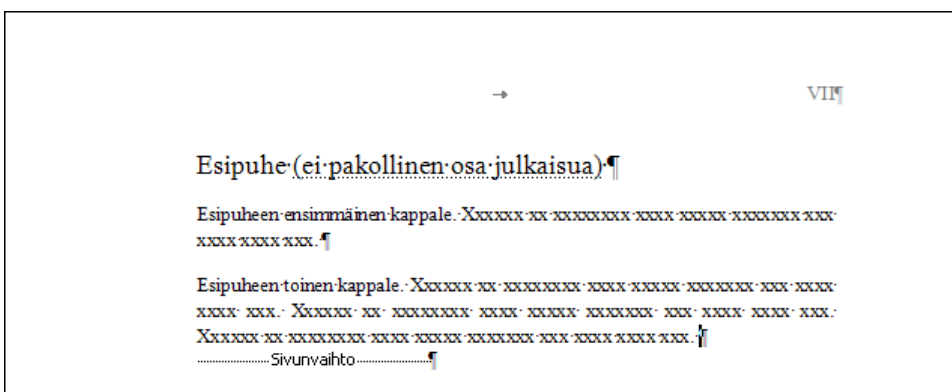 VII
Esipuhe (ei pakollinen osa julkaisua)
Esipuheen ensimmäinen kappale. Xxxxxx xx xxxxxxxx xxxx xxxxx xxxxxxx xxx
xxxx xxxx xxx.
Esipuheen toinen kappale. Xxxxxx xx xxxxxxxx xxxx xxxxx xxxxxxx xxx xxxx
xxxx xxx. Xxxxxx xx xxxxxxxx xxxx xxxxx xxxxxxx xxx xxxx xxxx xxx.
Xxxxxx xx xxxxxxxx xxxx xxxxx xxxxxxx xxx xxxx xxxx xxx.
Sivunvaihto